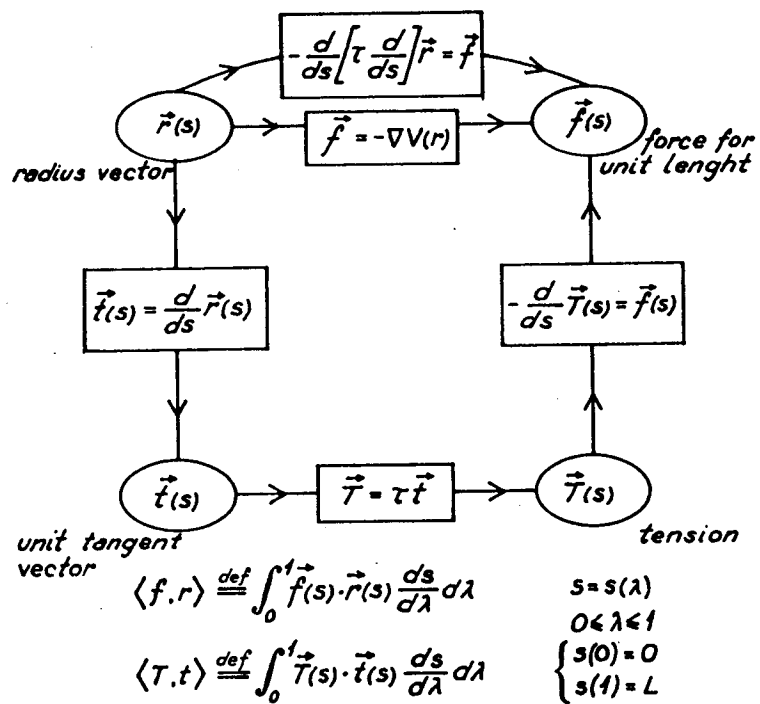 -d/ds[τ d/ds]r⃗ = f⃗
r⃗(s)
f⃗ = -∇V(r)
f⃗(s)
radius vector
force for
unit lenght
t⃗(s) = d/ds r⃗(s)
-d/ds T⃗(s) = f⃗(s)
t⃗(s)
T⃗ = τ t⃗
T⃗(s)
unit tangent
vector
tension
⟨f,r⟩ def= ∫₀¹ f⃗(s)·r⃗(s) ds/dλ dλ
s = s(λ)
0 ≤ λ ≤ 1
⟨T,t⟩ def= ∫₀¹ T⃗(s)·t⃗(s) ds/dλ dλ
{ s(0) = 0
s(1) = L